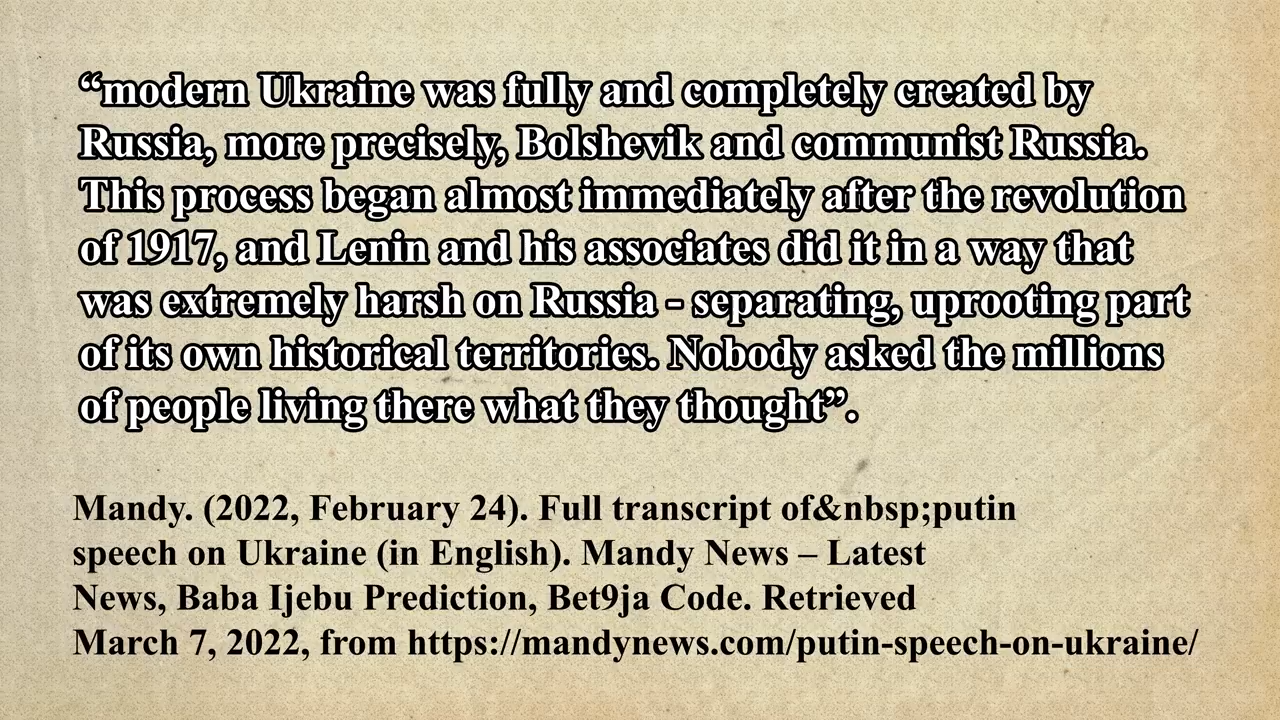 “modern Ukraine was fully and completely created by
Russia, more precisely, Bolshevik and communist Russia.
This process began almost immediately after the revolution
of 1917, and Lenin and his associates did it in a way that
was extremely harsh on Russia - separating, uprooting part
of its own historical territories. Nobody asked the millions
of people living there what they thought”.
Mandy. (2022, February 24). Full transcript of&nbsp;putin
speech on Ukraine (in English). Mandy News – Latest
News, Baba Ijebu Prediction, Bet9ja Code. Retrieved
March 7, 2022, from https://mandynews.com/putin-speech-on-ukraine/